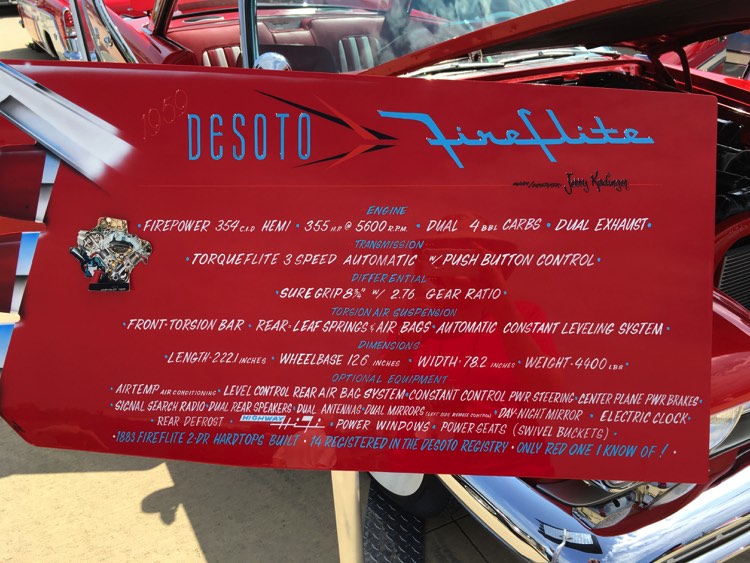 1959
DESOTO Fireflite
ENGINE
• FIREPOWER 354 C.I.D HEMI • 355 H.P. @ 5600 R.P.M. • DUAL 4 BBL CARBS • DUAL EXHAUST •
TRANSMISSION
• TORQUEFLITE 3 SPEED AUTOMATIC W/ PUSH BUTTON CONTROL •
DIFFERENTIAL
• SURE GRIP 8¾" W/ 2.76 GEAR RATIO •
TORSION AIR SUSPENSION
• FRONT-TORSION BAR • REAR-LEAF SPRINGS & AIR BAGS • AUTOMATIC CONSTANT LEVELING SYSTEM •
DIMENSIONS
• LENGTH-222.1 INCHES • WHEELBASE 126 INCHES • WIDTH-78.2 INCHES • WEIGHT-4400 LBS •
OPTIONAL EQUIPMENT
• AIRTEMP AIR CONDITIONING • LEVEL CONTROL REAR AIR BAG SYSTEM • CONSTANT CONTROL PWR STEERING • CENTER PLANE PWR BRAKES •
• SIGNAL SEARCH RADIO • DUAL REAR SPEAKERS • DUAL ANTENNAS • DUAL MIRRORS (LEFT SIDE REMOTE CONTROL) • DAY-NIGHT MIRROR • ELECTRIC CLOCK •
• REAR DEFROST • HIGHWAY Hi-Fi • POWER WINDOWS • POWER SEATS (SWIVEL BUCKETS) •
• 1883 FIREFLITE 2-DR HARDTOPS BUILT • 14 REGISTERED IN THE DESOTO REGISTRY • ONLY RED ONE I KNOW OF! •